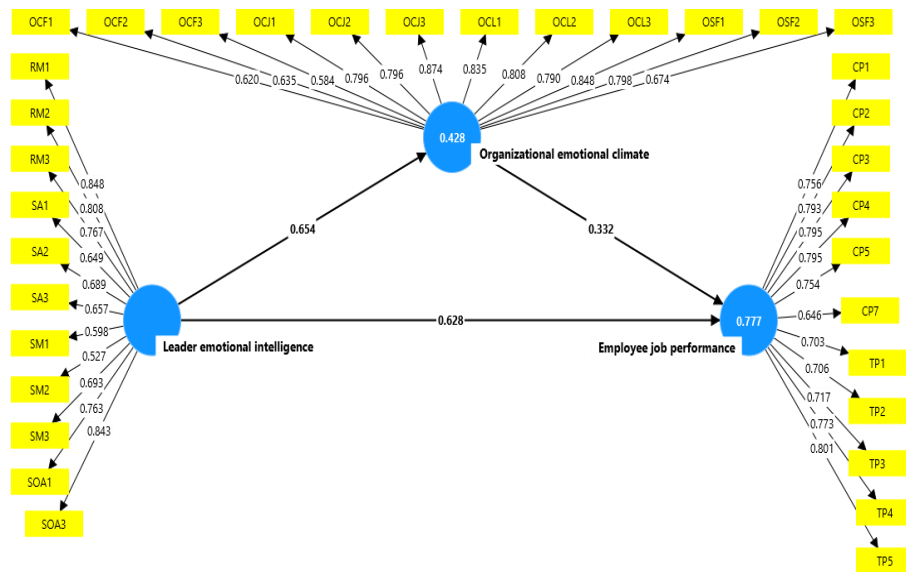 OCF1 OCF2 OCF3 OCJ1 OCJ2 OCJ3 OCL1 OCL2 OCL3 OSF1 OSF2 OSF3
0.620 0.635 0.584 0.796 0.796 0.874 0.835 0.808 0.790 0.848 0.798 0.674
0.428
Organizational emotional climate
RM1
RM2
RM3
SA1
SA2
SA3
SM1
SM2
SM3
SOA1
SOA3
0.848
0.808
0.767
0.649
0.689
0.657
0.598
0.527
0.693
0.763
0.843
Leader emotional intelligence
0.654
0.332
0.628
0.777
Employee job performance
0.756
0.793
0.795
0.795
0.754
0.646
0.703
0.706
0.717
0.773
0.801
CP1
CP2
CP3
CP4
CP5
CP7
TP1
TP2
TP3
TP4
TP5